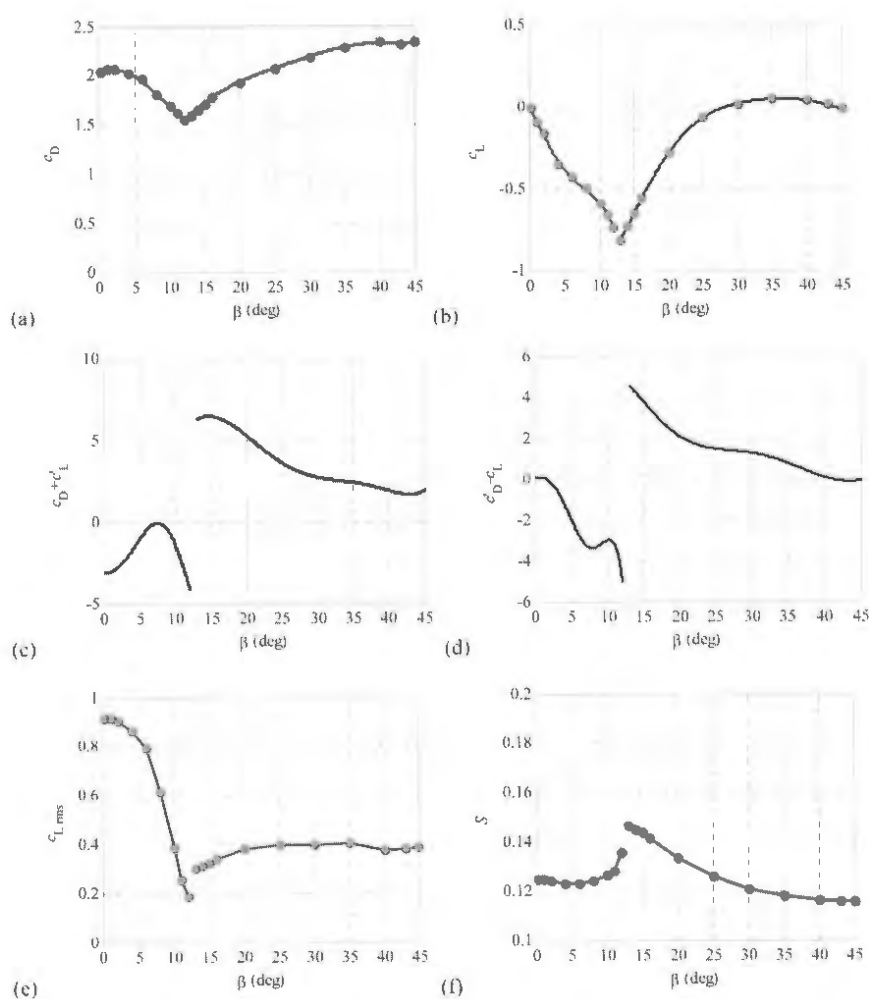 2.5
2
1.5
1
0.5
0
c_D
0 5 10 15 20 25 30 35 40 45
β (deg)
(a)
0.5
0
-0.5
-1
c_L
0 5 10 15 20 25 30 35 40 45
β (deg)
(b)
10
5
0
-5
c_D+c'_L
0 5 10 15 20 25 30 35 40 45
β (deg)
(c)
6
4
2
0
-2
-4
-6
c'_D-c_L
0 5 10 15 20 25 30 35 40 45
β (deg)
(d)
1
0.8
0.6
0.4
0.2
0
c_L rms
0 5 10 15 20 25 30 35 40 45
β (deg)
(e)
0.2
0.18
0.16
0.14
0.12
0.1
S
0 5 10 15 20 25 30 35 40 45
β (deg)
(f)